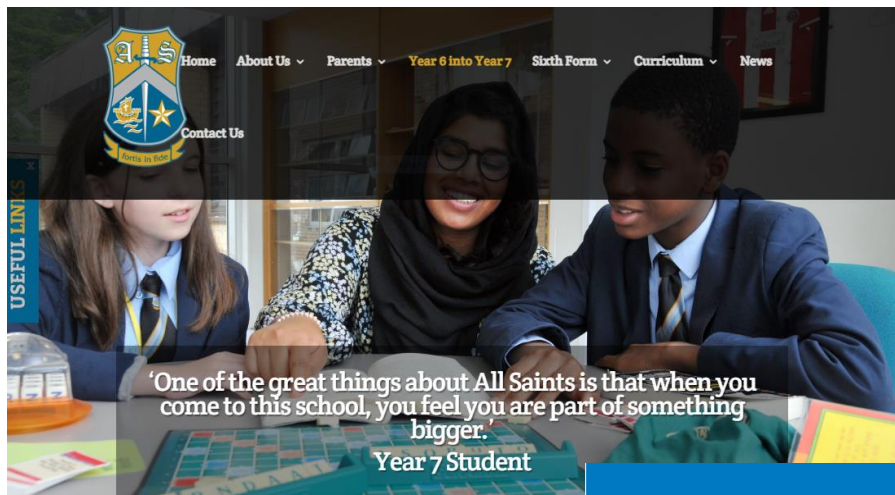 A S
fortis in fide
Home About Us Parents Year 6 into Year 7 Sixth Form Curriculum News
Contact Us
X
USEFUL LINKS
‘One of the great things about All Saints is that when you
come to this school, you feel you are part of something
bigger.’
Year 7 Student